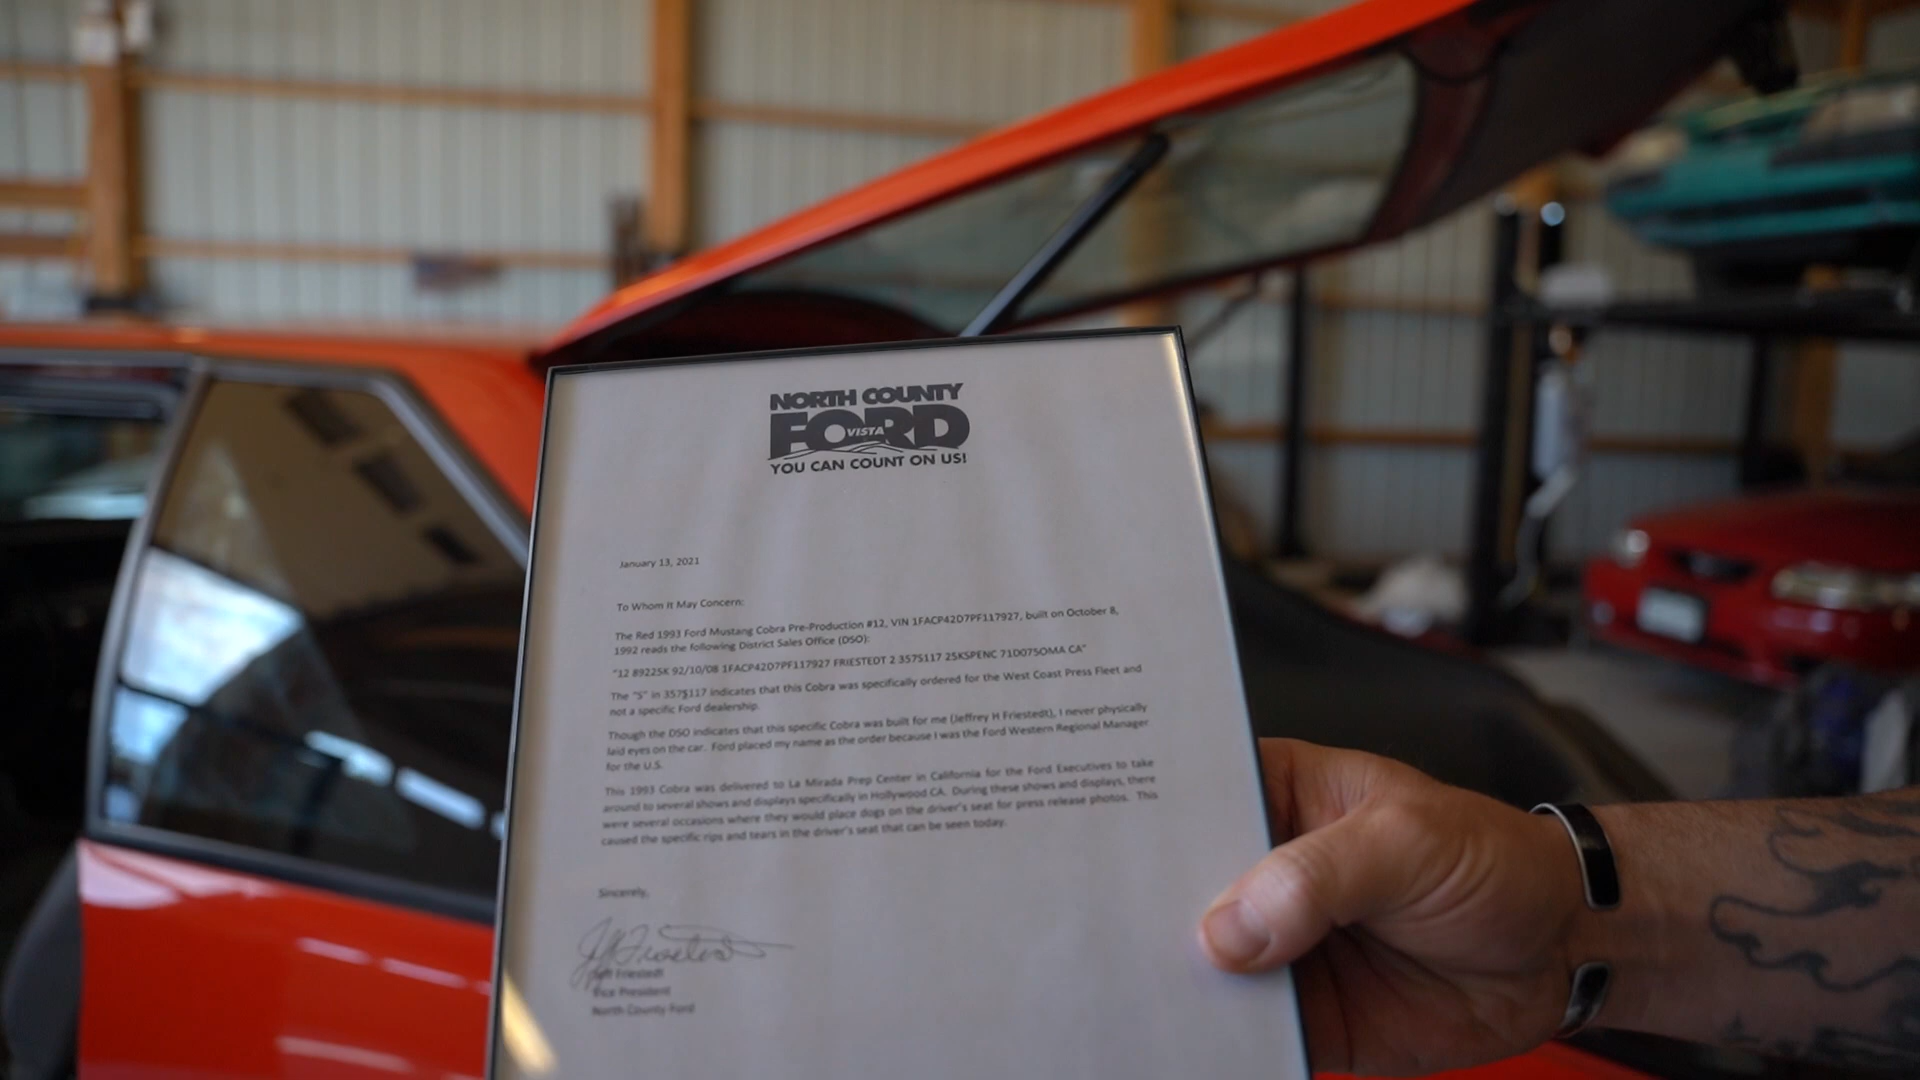 NORTH COUNTY
FORD
VISTA
YOU CAN COUNT ON US!
January 13, 2021
To Whom It May Concern:
The Red 1993 Ford Mustang Cobra Pre-Production #12, VIN 1FACP42D7PF117927, built on October 8,
1992 reads the following District Sales Office (DSO):
"12 89225K 92/10/08 1FACP42D7PF117927 FRIESTEDT 2 357S117 25KSPENC 71D075OMA CA"
The "S" in 357S117 indicates that this Cobra was specifically ordered for the West Coast Press Fleet and
not a specific Ford dealership.
Though the DSO indicates that this specific Cobra was built for me (Jeffrey H Friestedt), I never physically
laid eyes on the car. Ford placed my name as the order because I was the Ford Western Regional Manager
for the U.S.
This 1993 Cobra was delivered to La Mirada Prep Center in California for the Ford Executives to take
around to several shows and displays specifically in Hollywood CA. During these shows and displays, there
were several occasions where they would place dogs on the driver's seat for press release photos. This
caused the specific rips and tears in the driver's seat that can be seen today.
Sincerely,
Jeff Friestedt
Vice President
North County Ford